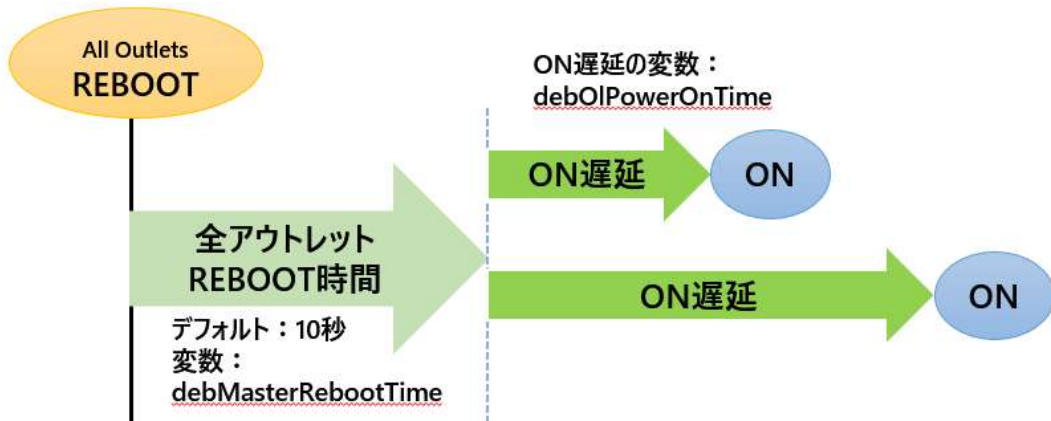 All Outlets
REBOOT
全アウトレット
REBOOT時間
デフォルト：10秒
変数：
debMasterRebootTime
ON遅延の変数：
debOlPowerOnTime
ON遅延
ON
ON遅延
ON